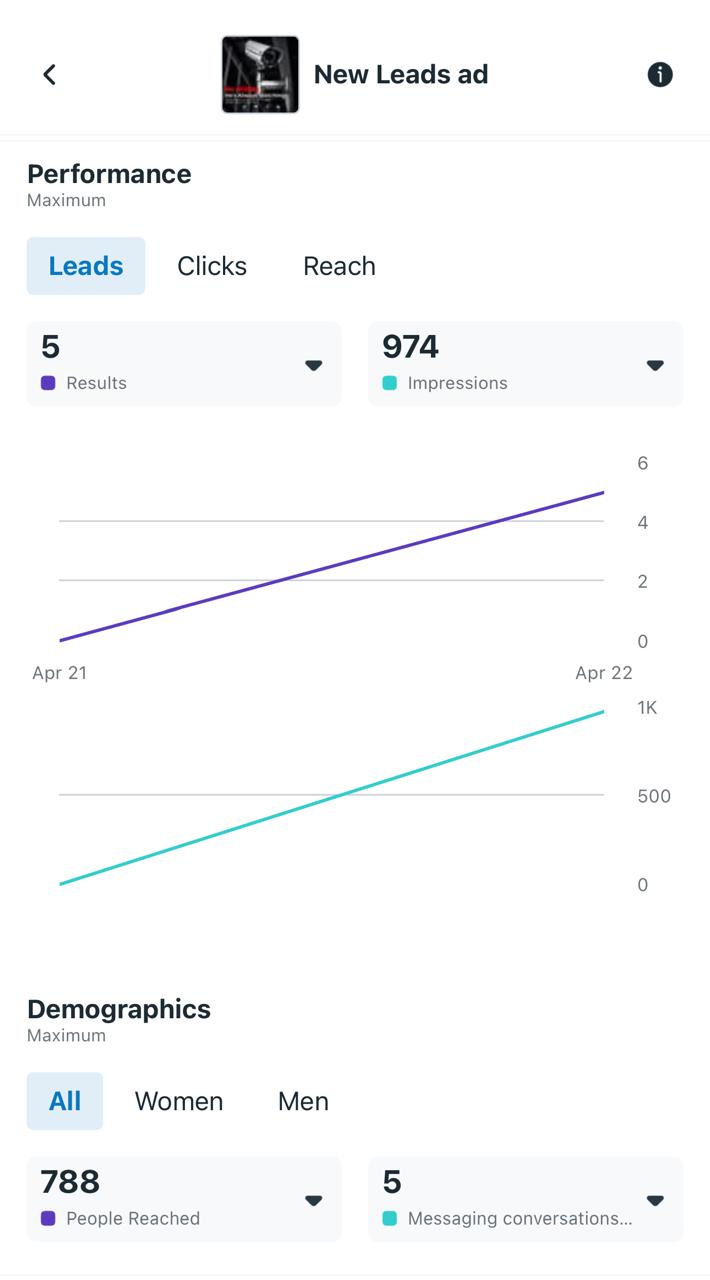 New Leads ad
Performance
Maximum
Leads Clicks Reach
5 974
Results Impressions
6
4
2
0
Apr 21 Apr 22
1K
500
0
Demographics
Maximum
All Women Men
788 5
People Reached Messaging conversations...